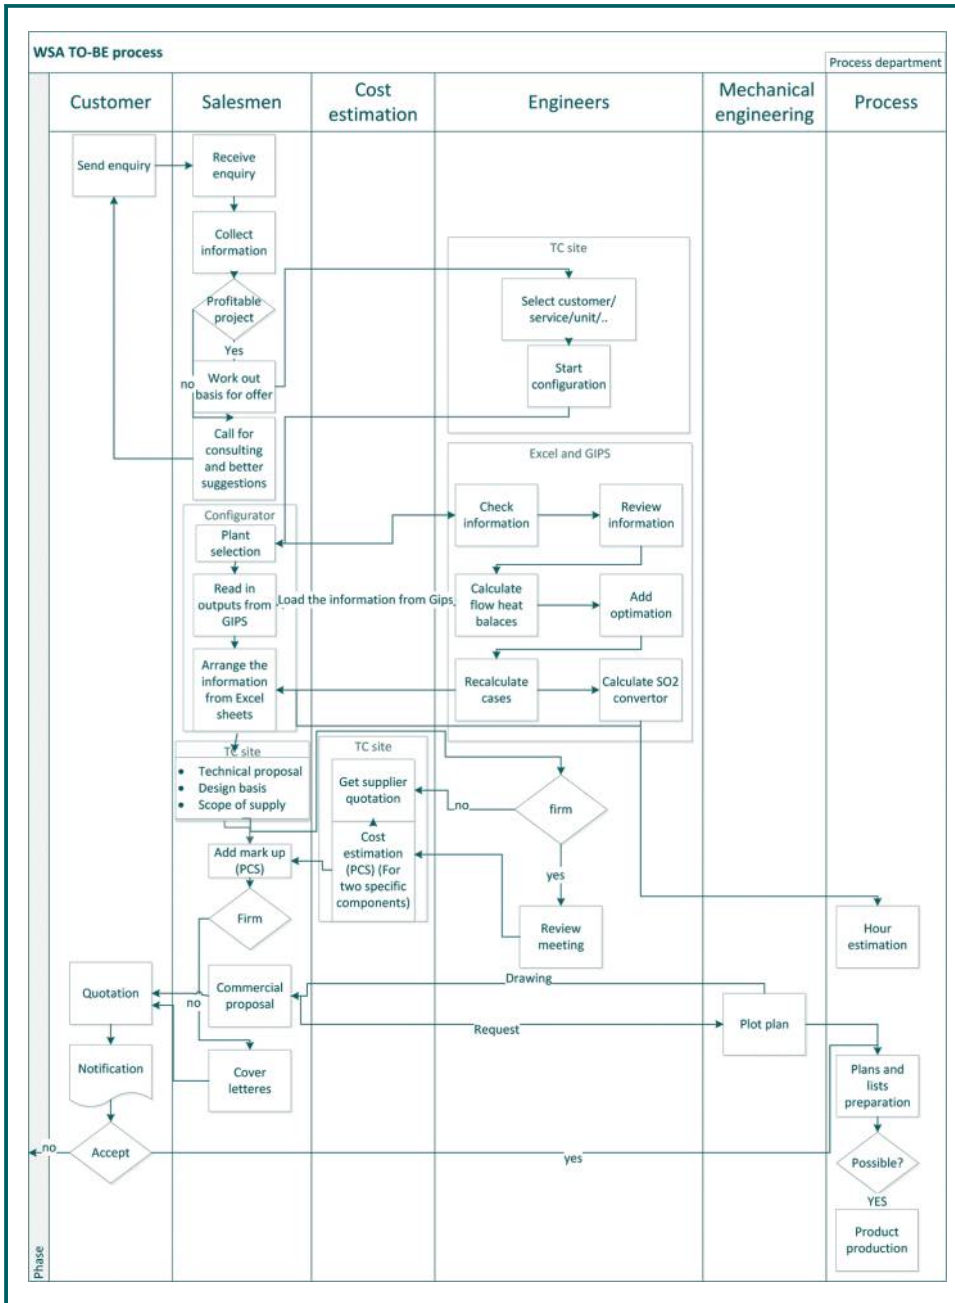 WSA TO-BE process
Process department
Customer
Salesmen
Cost
estimation
Engineers
Mechanical
engineering
Process
Send enquiry
Receive
enquiry
Collect
information
TC site
Profitable
project
Select customer/
service/unit/..
Yes
no
Work out
basis for offer
Start
configuration
Call for
consulting
and better
suggestions
Excel and GIPS
Configurator
Plant
selection
Check
information
Review
information
Read in
outputs from
GIPS
Load the information from Gips
Calculate
flow heat
balaces
Add
optimation
Arrange the
information
from Excel
sheets
Recalculate
cases
Calculate SO2
convertor
TC site
• Technical proposal
• Design basis
• Scope of supply
TC site
Get supplier
quotation
no
firm
Add mark up
(PCS)
Cost
estimation
(PCS) (For
two specific
components)
yes
Firm
Review
meeting
Hour
estimation
Drawing
Quotation
no
Commercial
proposal
Request
Plot plan
Notification
Cover
letteres
Plans and
lists
preparation
no
Accept
yes
Possible?
YES
Product
production
Phase